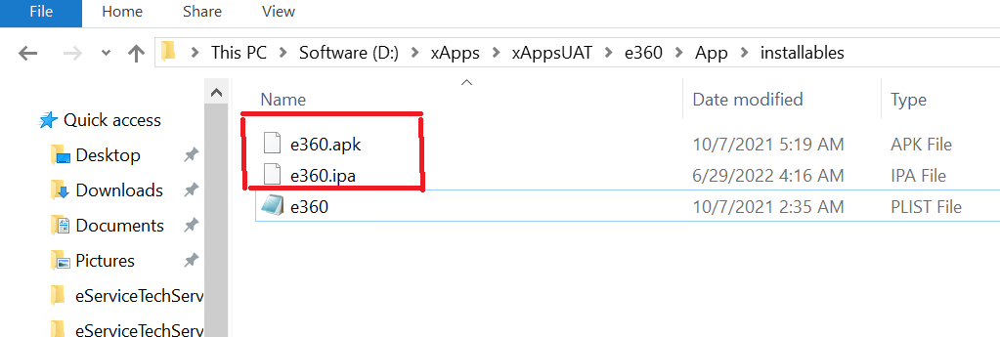 File Home Share View
This PC Software (D:) xApps xAppsUAT e360 App installables
Name Date modified Type
Quick access
Desktop
Downloads
Documents
Pictures
eServiceTechServ
eServiceTechServ
e360.apk 10/7/2021 5:19 AM APK File
e360.ipa 6/29/2022 4:16 AM IPA File
e360 10/7/2021 2:35 AM PLIST File